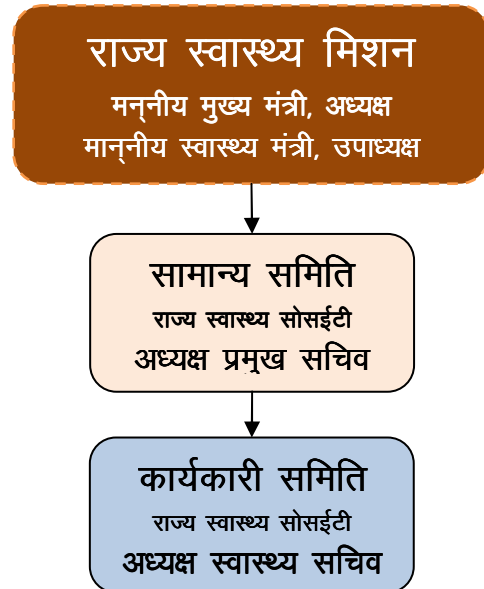 राज्य स्वास्थ्य मिशन
मन्‌नीय मुख्य मंत्री, अध्यक्ष
मान्‌नीय स्वास्थ्य मंत्री, उपाध्यक्ष
सामान्य समिति
राज्य स्वास्थ्य सोसईटी
अध्यक्ष प्रमुख सचिव
कार्यकारी समिति
राज्य स्वास्थ्य सोसईटी
अध्यक्ष स्वास्थ्य सचिव